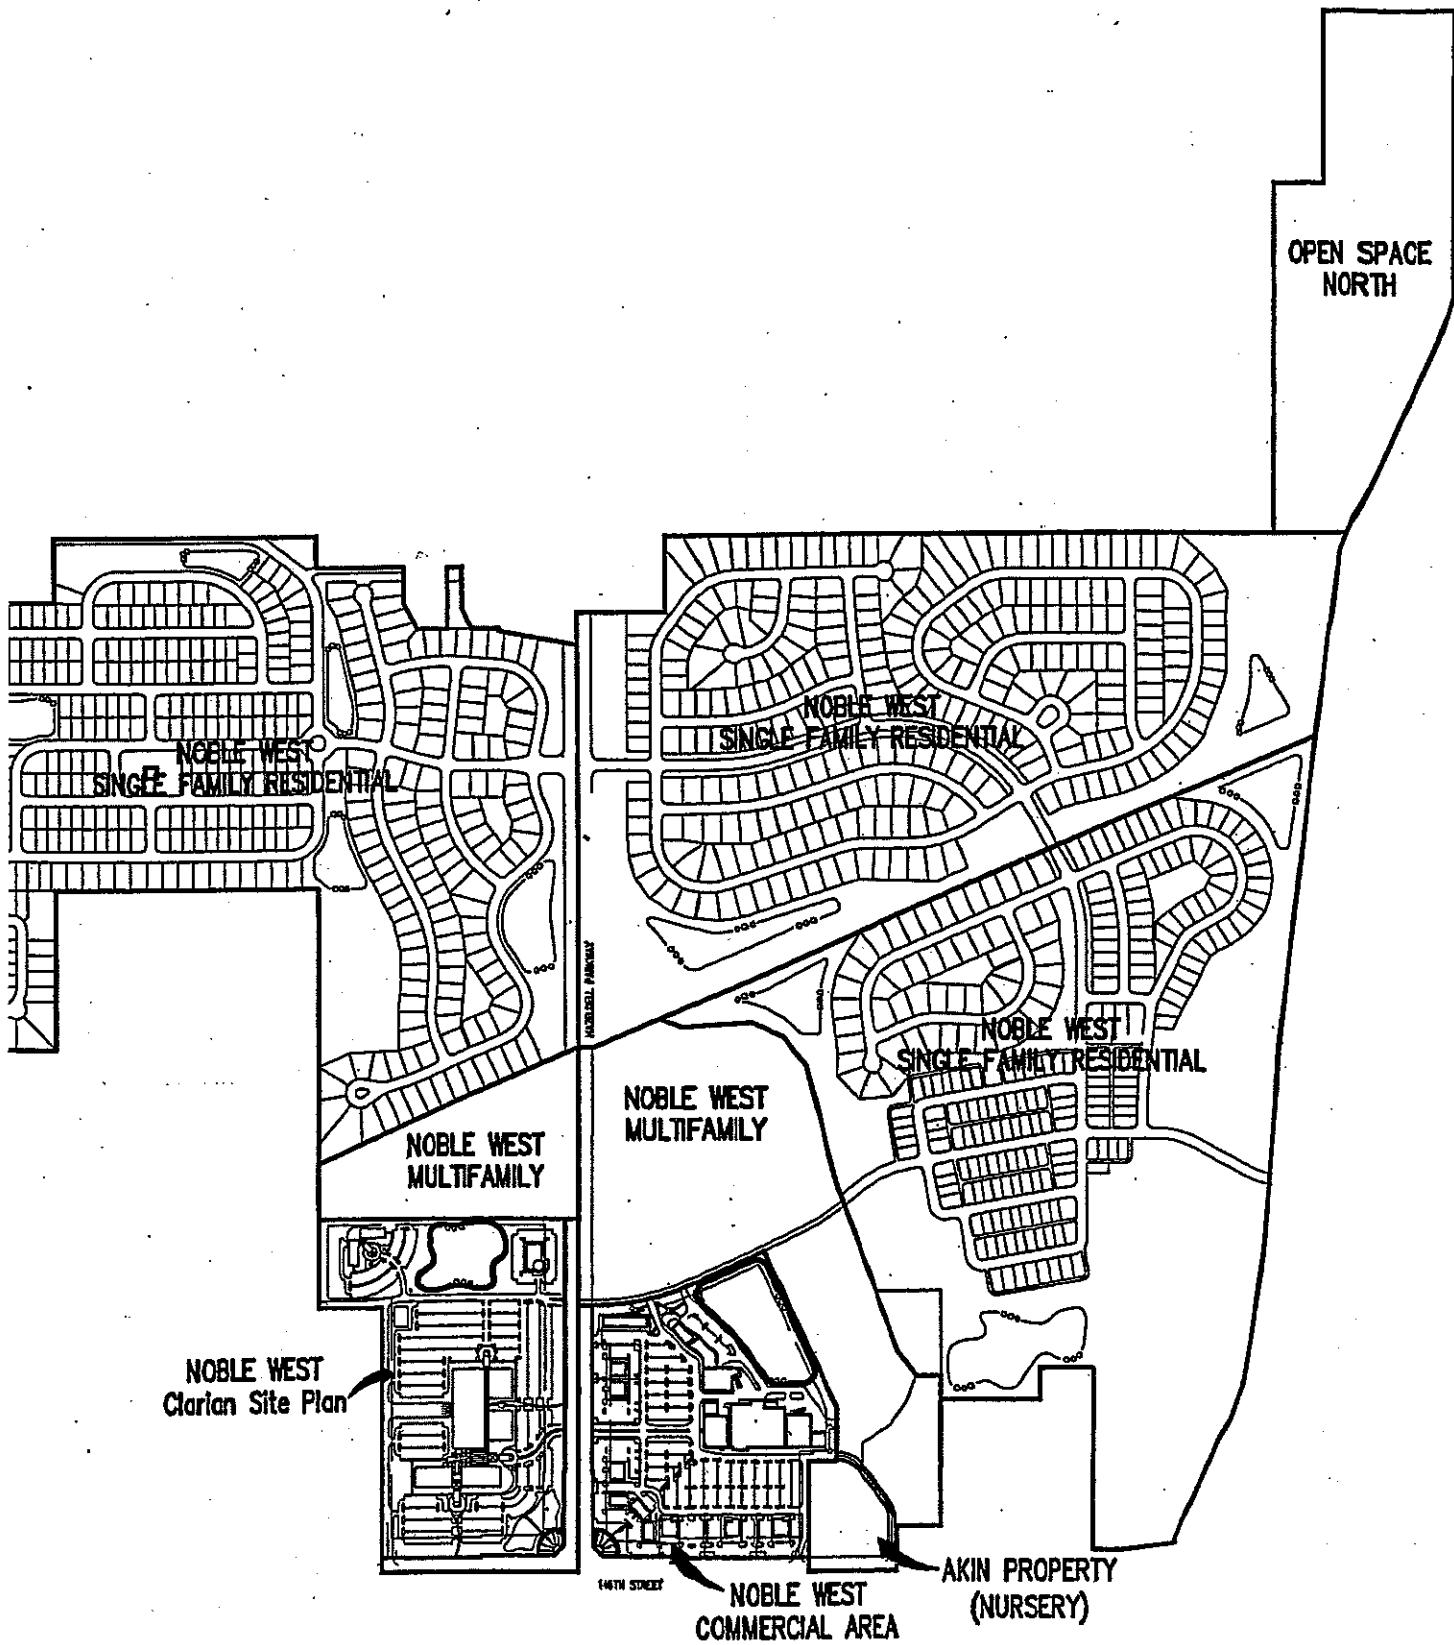 OPEN SPACE
NORTH
NOBLE WEST
SINGLE FAMILY RESIDENTIAL
NOBLE WEST
SINGLE FAMILY RESIDENTIAL
HAZELDELL PARKWAY
NOBLE WEST
SINGLE FAMILY RESIDENTIAL
NOBLE WEST
MULTIFAMILY
NOBLE WEST
MULTIFAMILY
NOBLE WEST
Clarian Site Plan
146TH STREET
NOBLE WEST
COMMERCIAL AREA
AKIN PROPERTY
(NURSERY)